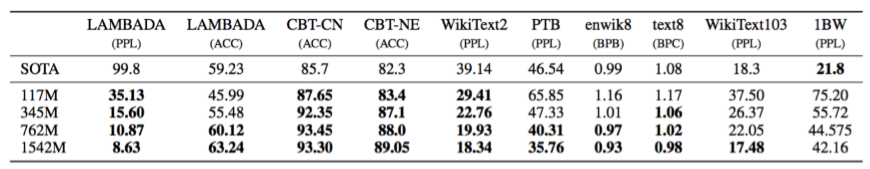 LAMBADA LAMBADA CBT-CN CBT-NE WikiText2 PTB enwik8 text8 WikiText103 1BW
(PPL) (ACC) (ACC) (ACC) (PPL) (PPL) (BPB) (BPC) (PPL) (PPL)
SOTA 99.8 59.23 85.7 82.3 39.14 46.54 0.99 1.08 18.3 21.8
117M 35.13 45.99 87.65 83.4 29.41 65.85 1.16 1.17 37.50 75.20
345M 15.60 55.48 92.35 87.1 22.76 47.33 1.01 1.06 26.37 55.72
762M 10.87 60.12 93.45 88.0 19.93 40.31 0.97 1.02 22.05 44.575
1542M 8.63 63.24 93.30 89.05 18.34 35.76 0.93 0.98 17.48 42.16